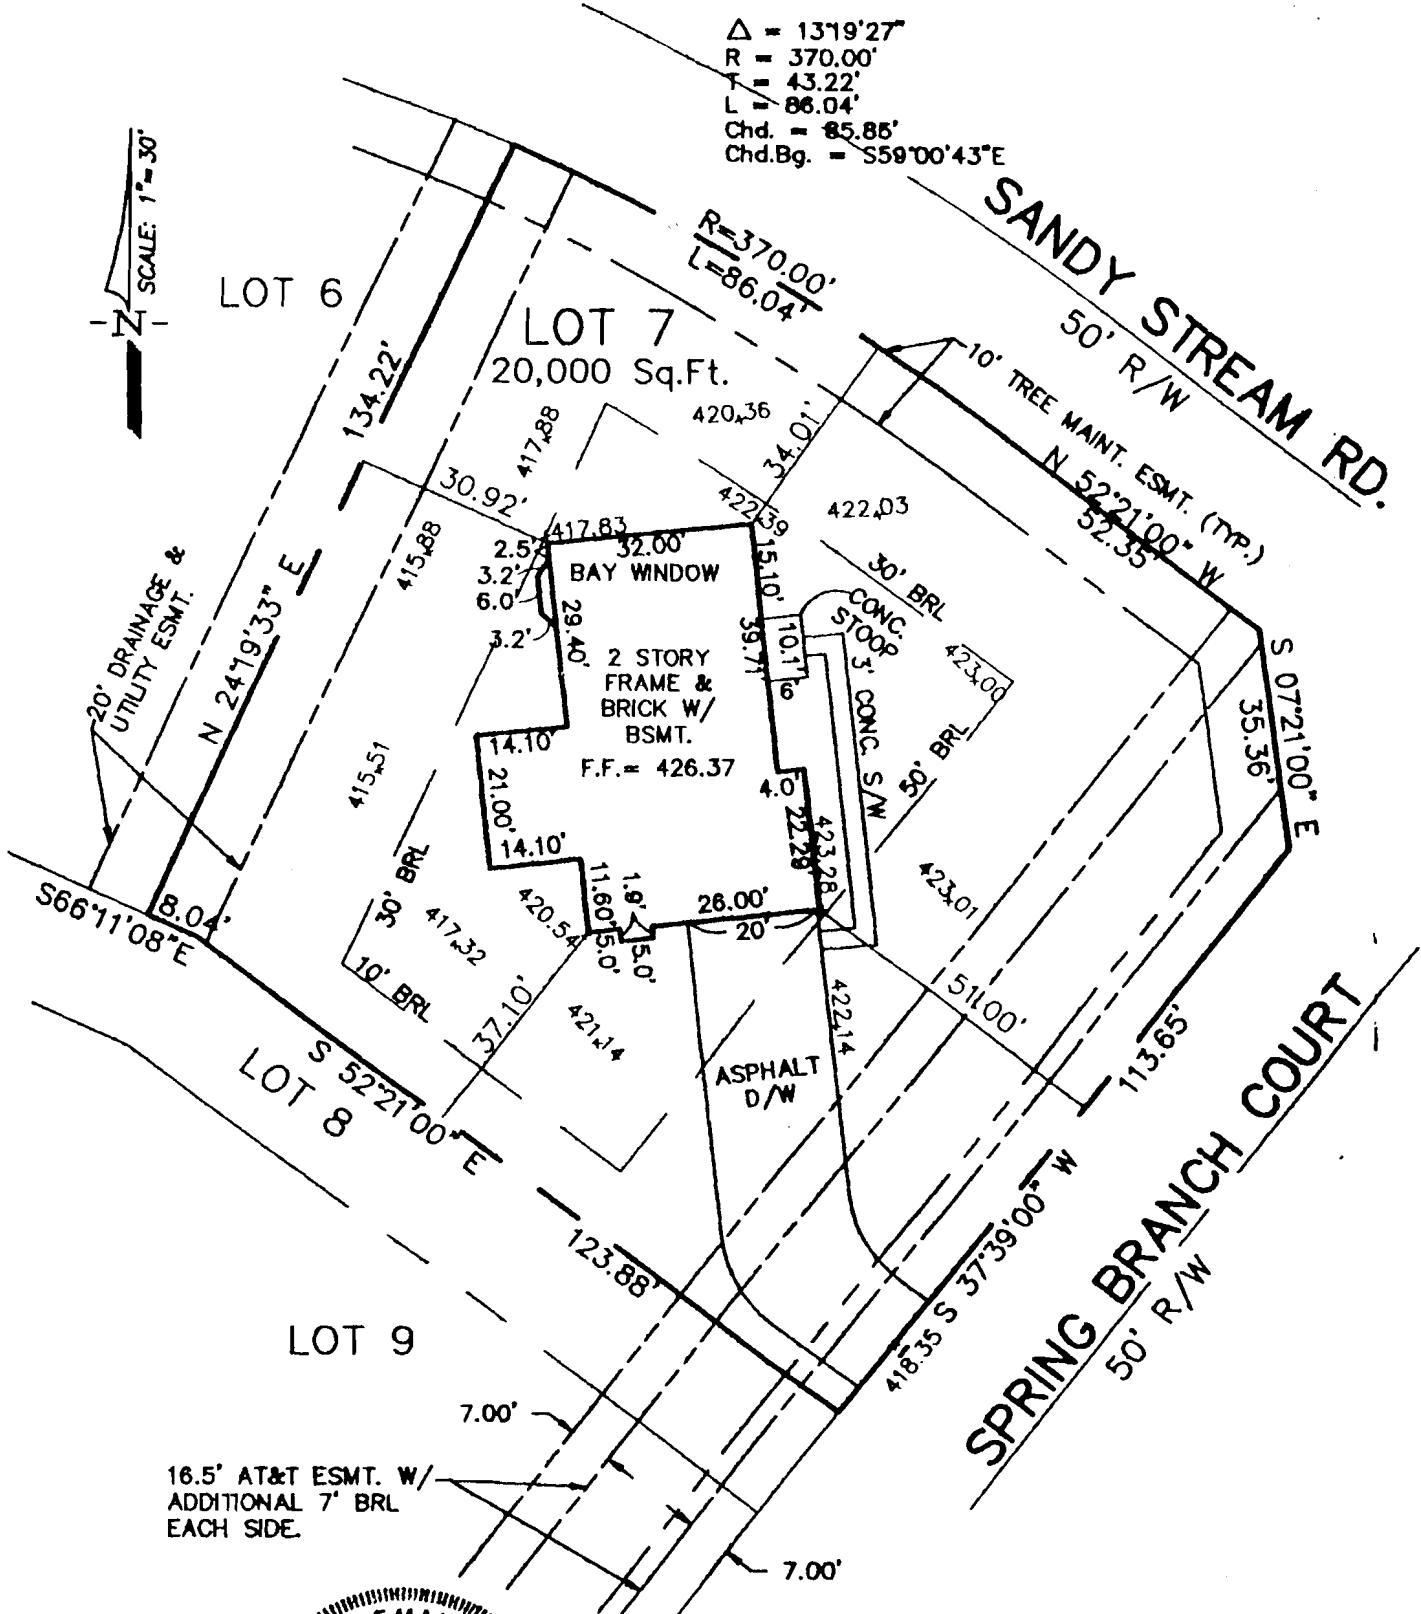 Δ = 13°19'27"
R = 370.00'
T = 43.22'
L = 86.04'
Chd. = 85.85'
Chd.Bg. = S59°00'43"E
SCALE: 1"=30'
N
SANDY STREAM RD.
50' R/W
R=370.00'
L=86.04'
LOT 6
LOT 7
20,000 Sq.Ft.
134.22'
10' TREE MAINT. ESMT. (TYP.)
N 52°21'00" W
52.35'
417.88
420.36
34.01'
30.92'
422.39
422.03
417.83
32.00'
2.5'
BAY WINDOW
3.2'
6.0'
3.2'
29.40'
15.10'
39.71'
415.88
30' BRL
CONC.
STOOP
10.1'
6'
3' CONC. S/W
423.00
50' BRL
S 07°21'00" E
35.36'
20' DRAINAGE &
UTILITY ESMT.
N 24°19'33" E
2 STORY
FRAME &
BRICK W/
BSMT.
F.F.= 426.37
14.10'
21.00'
14.10'
4.0'
22.29'
423.28
415.51
30' BRL
11.60'
1.9'
26.00'
20'
5.0'
5.0'
420.54
417.32
10' BRL
423.01
S66°11'08"E
8.04'
37.10'
421.14
422.14
51.00'
ASPHALT
D/W
113.65'
LOT 8
S 52°21'00" E
123.88'
S 37°39'00" W
418.35
SPRING BRANCH COURT
50' R/W
LOT 9
7.00'
16.5' AT&T ESMT. W/
ADDITIONAL 7' BRL
EACH SIDE.
7.00'